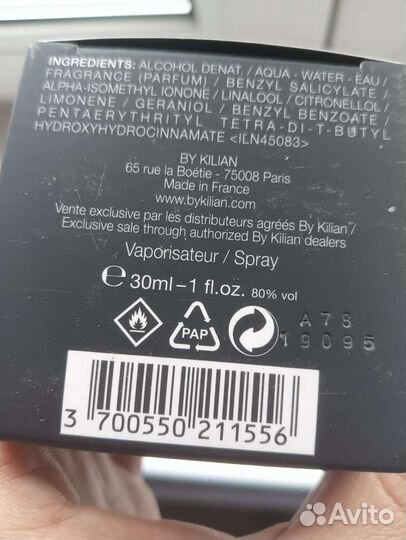 INGREDIENTS: ALCOHOL DENAT. / AQUA - WATER - EAU /
FRAGRANCE (PARFUM) / BENZYL SALICYLATE /
ALPHA-ISOMETHYL IONONE / LINALOOL / CITRONELLOL /
LIMONENE / GERANIOL / BENZYL BENZOATE /
PENTAERYTHRITYL TETRA-DI-T-BUTYL
HYDROXYHYDROCINNAMATE <ILN45083>
BY KILIAN
65 rue la Boëtie - 75008 Paris
Made in France
www.bykilian.com
Vente exclusive par les distributeurs agréés By Kilian /
Exclusive sale through authorized By Kilian dealers
Vaporisateur / Spray
℮ 30ml – 1 fl.oz. 80% vol
PAP
A78
19095
3 700550 211556
Avito